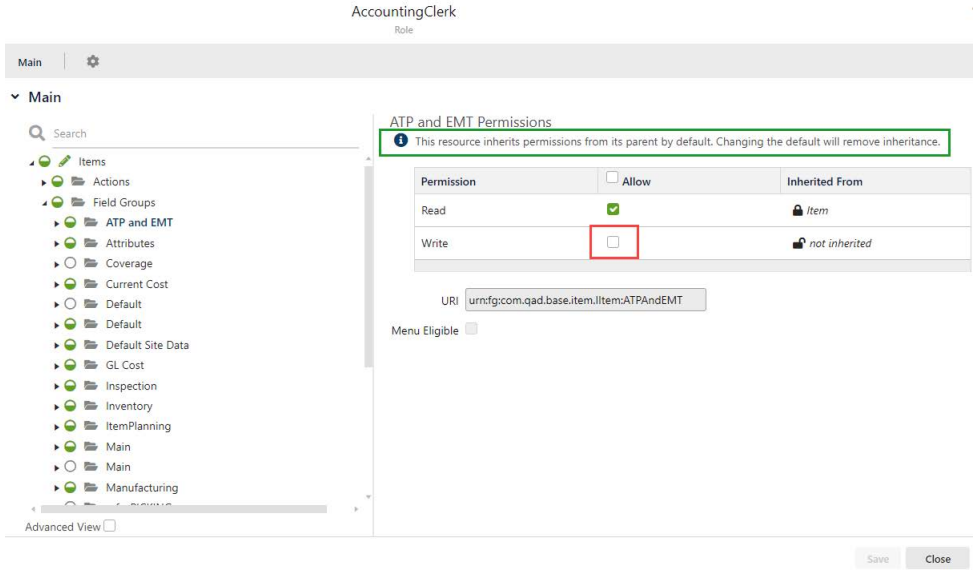 AccountingClerk
Role
Main
Main
Search
Items
Actions
Field Groups
ATP and EMT
Attributes
Coverage
Current Cost
Default
Default
Default Site Data
GL Cost
Inspection
Inventory
ItemPlanning
Main
Main
Manufacturing
Advanced View
ATP and EMT Permissions
This resource inherits permissions from its parent by default. Changing the default will remove inheritance.
Permission Allow Inherited From
Read Item
Write not inherited
URI urn:fg:com.qad.base.item.IItem:ATPAndEMT
Menu Eligible
Save Close